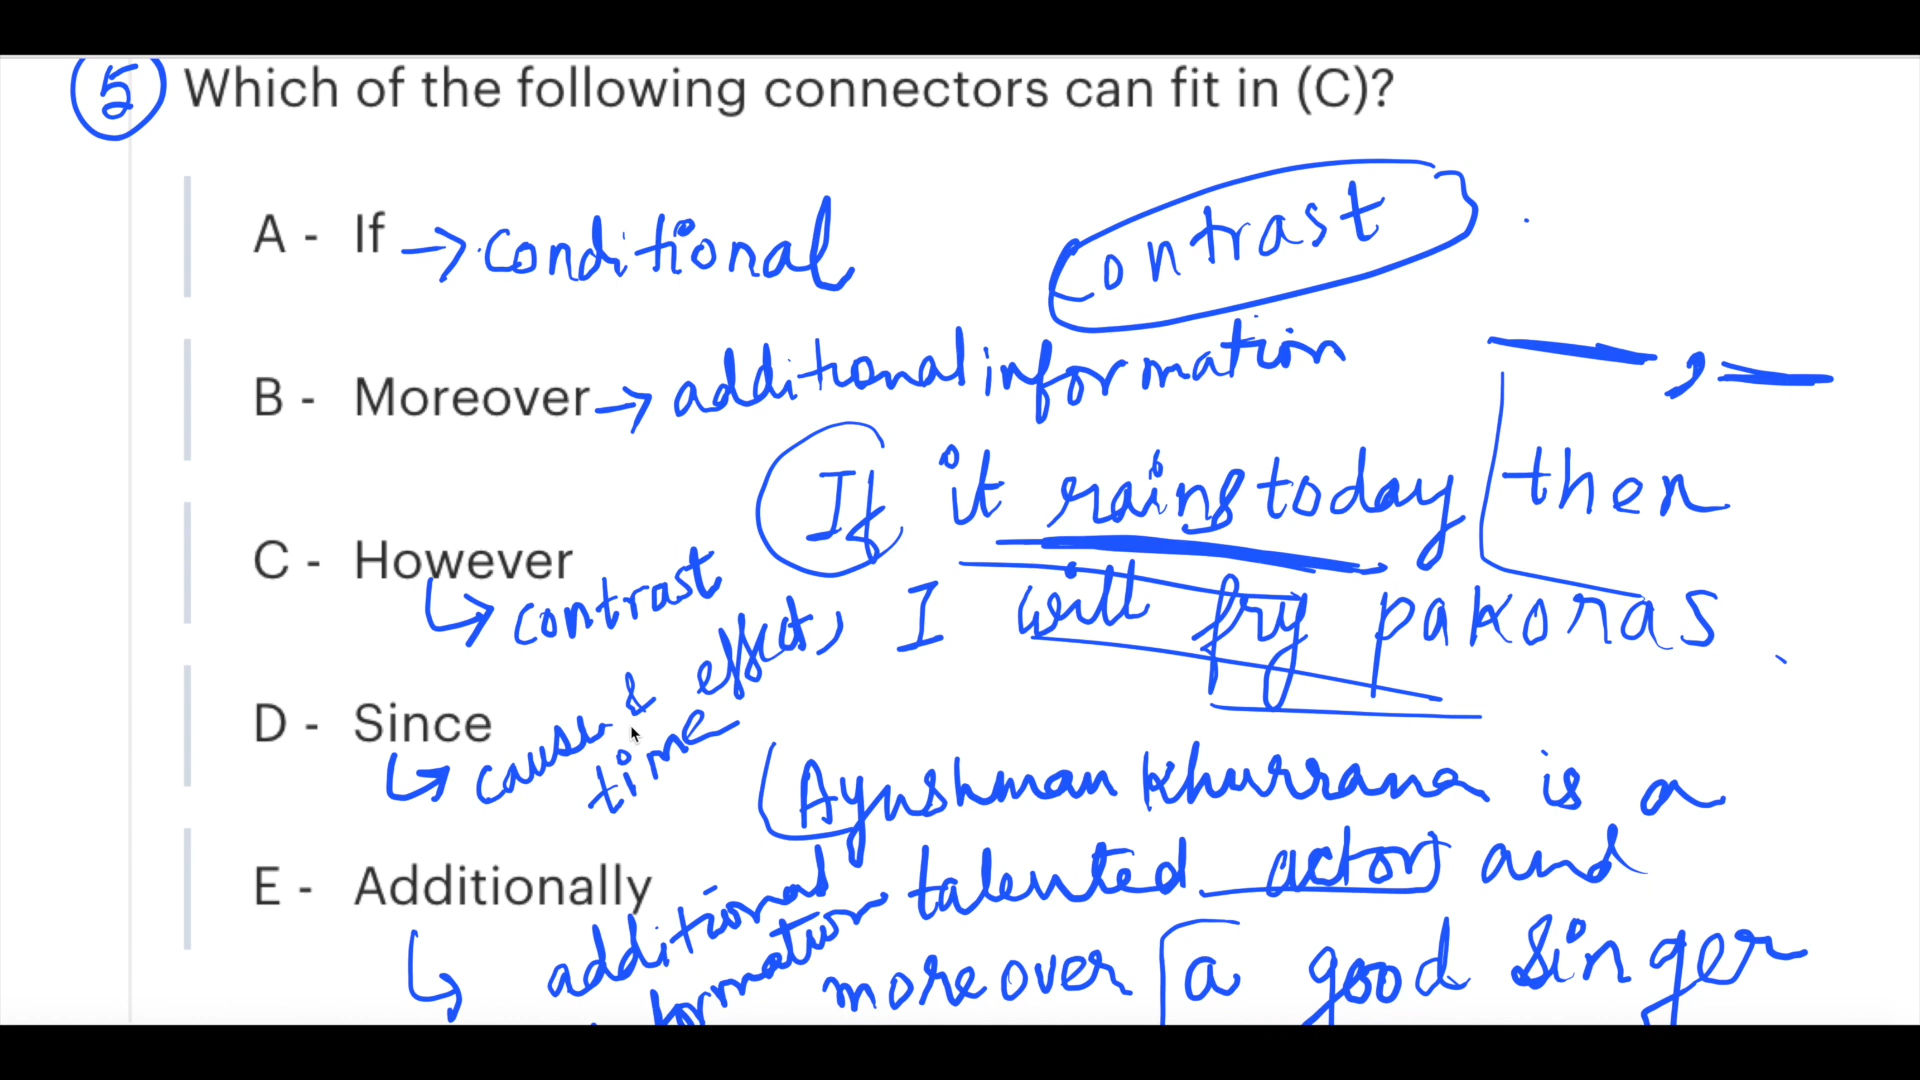 5 Which of the following connectors can fit in (C)?
A - If → conditional
contrast
B - Moreover → additional information
If it rains today then
C - However
↳ contrast
I will fry pakoras
D - Since
↳ cause & effect,
time
Ayushman Khurrana is a
talented actor and
E - Additionally
↳ additional
moreover a good singer